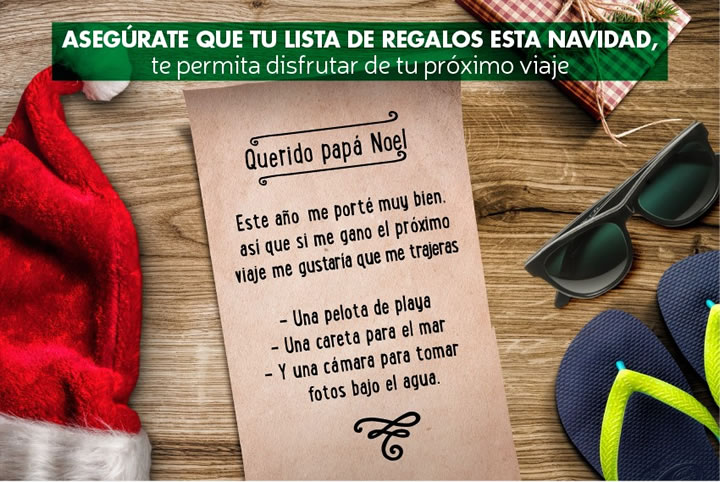 ASEGÚRATE QUE TU LISTA DE REGALOS ESTA NAVIDAD,
te permita disfrutar de tu próximo viaje
Querido papá Noel
Este año me porté muy bien.
así que si me gano el próximo
viaje me gustaría que me trajeras
- Una pelota de playa
- Una careta para el mar
- Y una cámara para tomar
fotos bajo el agua.